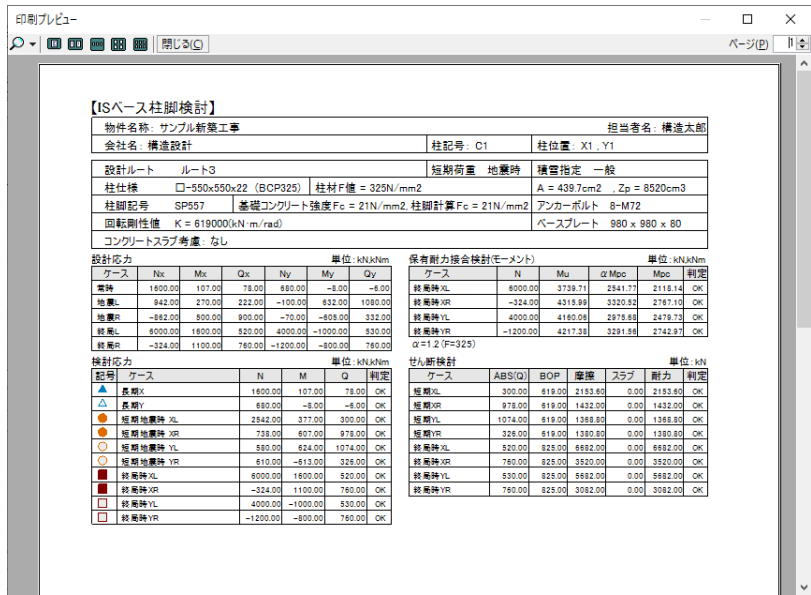 印刷プレビュー
閉じる(C)
ページ(P) 1
【ISベース柱脚検討】
物件名称: サンプル新築工事 担当者名: 構造太郎
会社名: 構造設計 柱記号: C1 柱位置: X1 , Y1
設計ルート ルート3 短期荷重 地震時 積雪指定 一般
柱仕様 □-550x550x22 (BCP325) 柱材F値 = 325N/mm2 A = 439.7cm2 , Zp = 8520cm3
柱脚記号 SP557 基礎コンクリート強度Fc = 21N/mm2, 柱脚計算Fc = 21N/mm2 アンカーボルト 8-M72
回転剛性値 K = 619000(kN･m/rad) ベースプレート 980 x 980 x 80
コンクリートスラブ考慮: なし
設計応力 単位: kN,kNm
ケース Nx Mx Qx Ny My Qy
常時 1600.00 107.00 78.00 680.00 -8.00 -6.00
地震L 942.00 270.00 222.00 -100.00 632.00 1080.00
地震R -862.00 500.00 900.00 -70.00 -605.00 332.00
終局L 6000.00 1600.00 520.00 4000.00 -1000.00 530.00
終局R -324.00 1100.00 760.00 -1200.00 -800.00 760.00
保有耐力接合検討(モーメント) 単位: kN,kNm
ケース N Mu αMpc Mpc 判定
終局時XL 6000.00 3739.71 2541.77 2118.14 OK
終局時XR -324.00 4315.99 3320.52 2767.10 OK
終局時YL 4000.00 4160.06 2975.68 2479.73 OK
終局時YR -1200.00 4217.38 3291.56 2742.97 OK
α=1.2 (F=325)
検討応力 単位: kN,kNm
記号 ケース N M Q 判定
長期X 1600.00 107.00 78.00 OK
長期Y 680.00 -8.00 -6.00 OK
短期地震時 XL 2542.00 377.00 300.00 OK
短期地震時 XR 738.00 607.00 978.00 OK
短期地震時 YL 580.00 624.00 1074.00 OK
短期地震時 YR 610.00 -613.00 326.00 OK
終局時XL 6000.00 1600.00 520.00 OK
終局時XR -324.00 1100.00 760.00 OK
終局時YL 4000.00 -1000.00 530.00 OK
終局時YR -1200.00 -800.00 760.00 OK
せん断検討 単位: kN
ケース ABS(Q) BOP 摩擦 スラブ 耐力 判定
短期XL 300.00 619.00 2153.60 0.00 2153.60 OK
短期XR 978.00 619.00 1432.00 0.00 1432.00 OK
短期YL 1074.00 619.00 1368.80 0.00 1368.80 OK
短期YR 326.00 619.00 1380.80 0.00 1380.80 OK
終局時XL 520.00 825.00 6682.00 0.00 6682.00 OK
終局時XR 760.00 825.00 3520.00 0.00 3520.00 OK
終局時YL 530.00 825.00 5682.00 0.00 5682.00 OK
終局時YR 760.00 825.00 3082.00 0.00 3082.00 OK